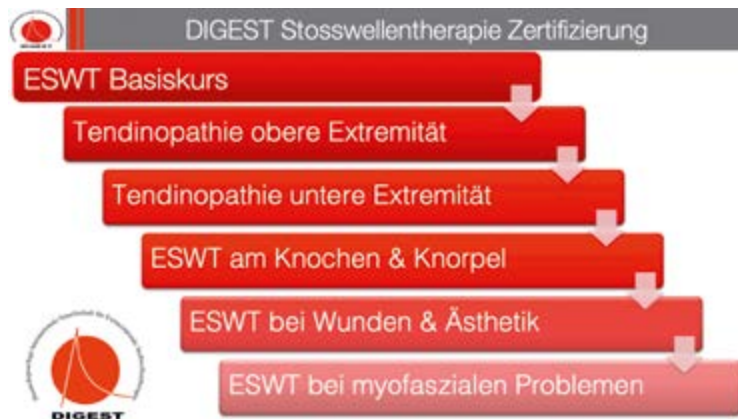 DIGEST Stosswellentherapie Zertifizierung
ESWT Basiskurs
Tendinopathie obere Extremität
Tendinopathie untere Extremität
ESWT am Knochen & Knorpel
ESWT bei Wunden & Ästhetik
ESWT bei myofaszialen Problemen
DIGEST